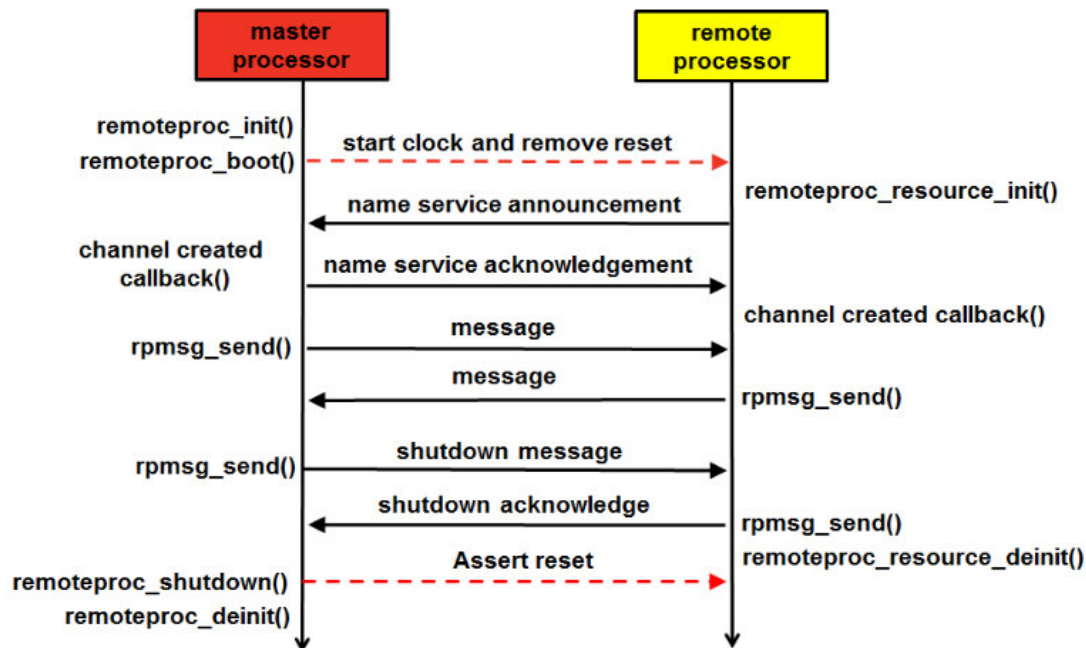 master
processor
remote
processor
remoteproc_init()
remoteproc_boot()
start clock and remove reset
remoteproc_resource_init()
name service announcement
channel created
callback()
name service acknowledgement
channel created callback()
message
rpmsg_send()
message
rpmsg_send()
shutdown message
rpmsg_send()
shutdown acknowledge
rpmsg_send()
remoteproc_resource_deinit()
Assert reset
remoteproc_shutdown()
remoteproc_deinit()